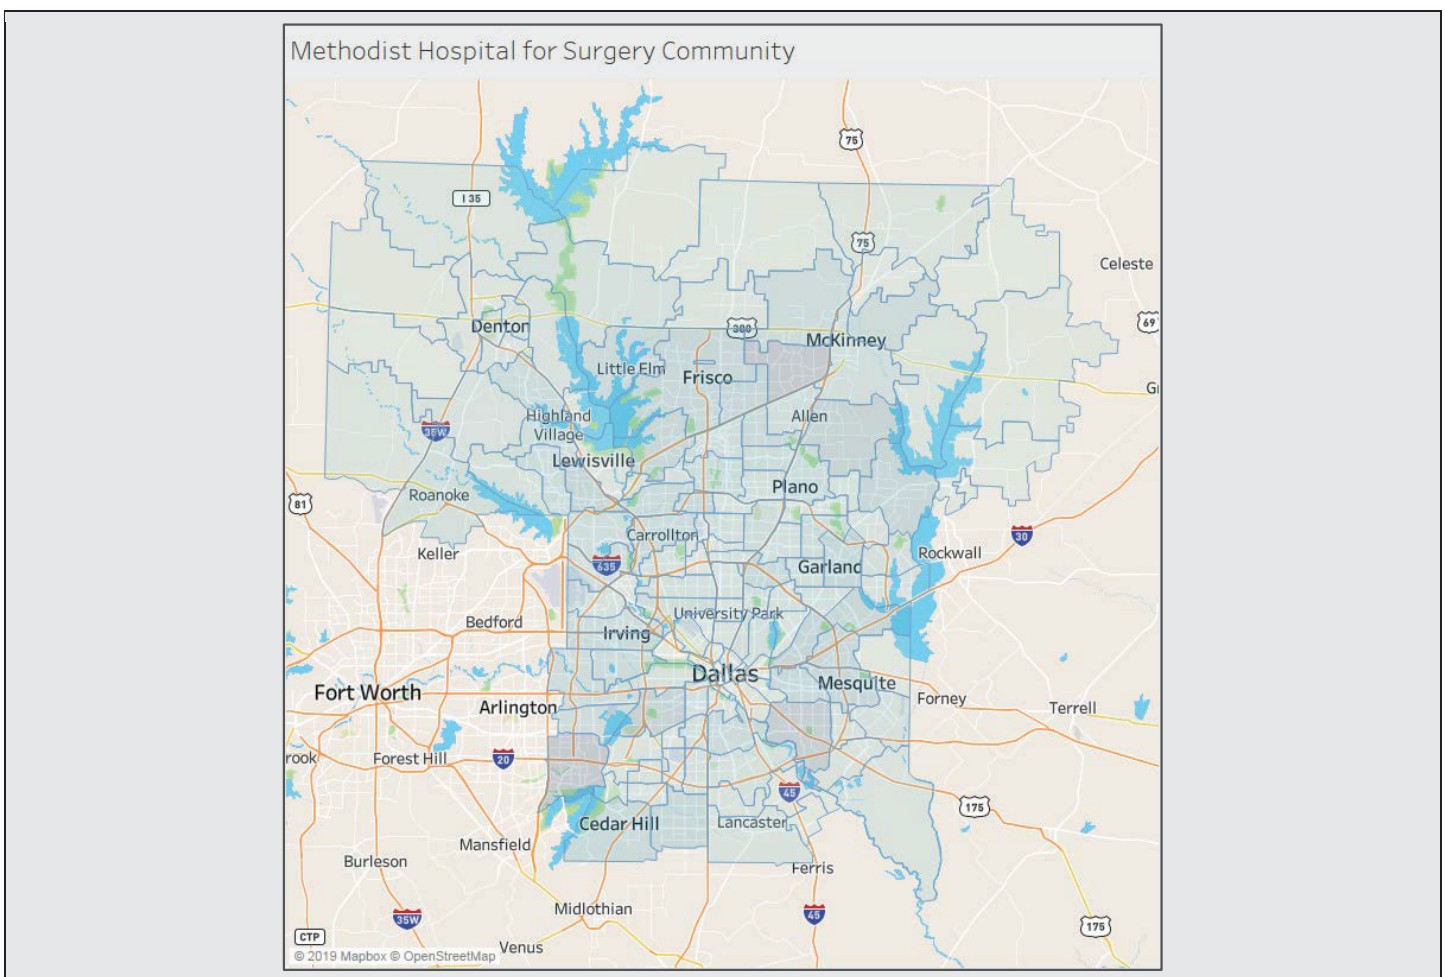 Methodist Hospital for Surgery Community
75
I 35
75
Celeste
69
Denton
380
McKinney
Little Elm
Frisco
Highland
Village
Allen
35W
Lewisville
Plano
Roanoke
81
Carrollton
30
Keller
Rockwall
635
Garland
University Park
Bedford
Irving
Dallas
Mesquite
Fort Worth
Arlington
Forney
Terrell
rook
Forest Hill
20
45
175
Cedar Hill
Lancaster
Mansfield
Burleson
Ferris
Midlothian
35W
45
175
CTP
Venus
© 2019 Mapbox © OpenStreetMap